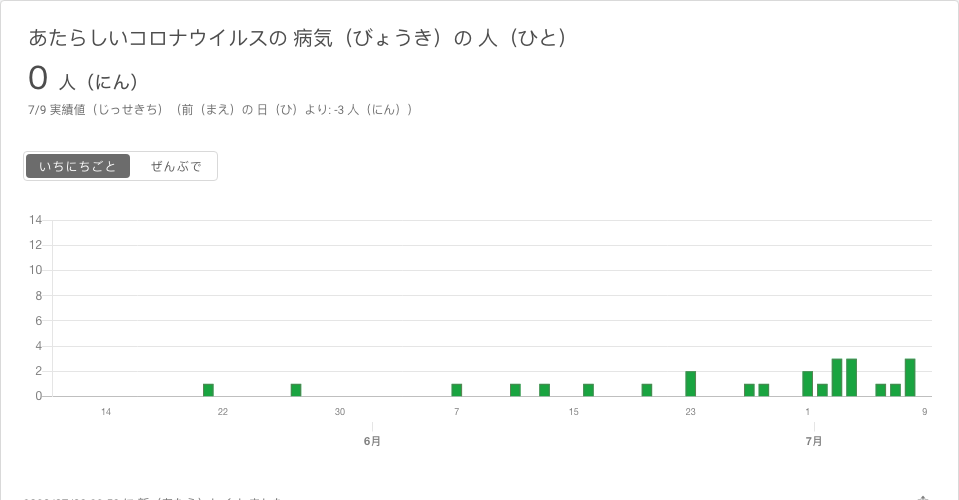 あたらしいコロナウイルスの 病気（びょうき）の 人（ひと）
0 人（にん）
7/9 実績値（じっせきち）（前（まえ）の 日（ひ）より: -3 人（にん））
いちにちごと ぜんぶで
14
12
10
8
6
4
2
0
14 22 30 7 15 23 1 9
6月 7月